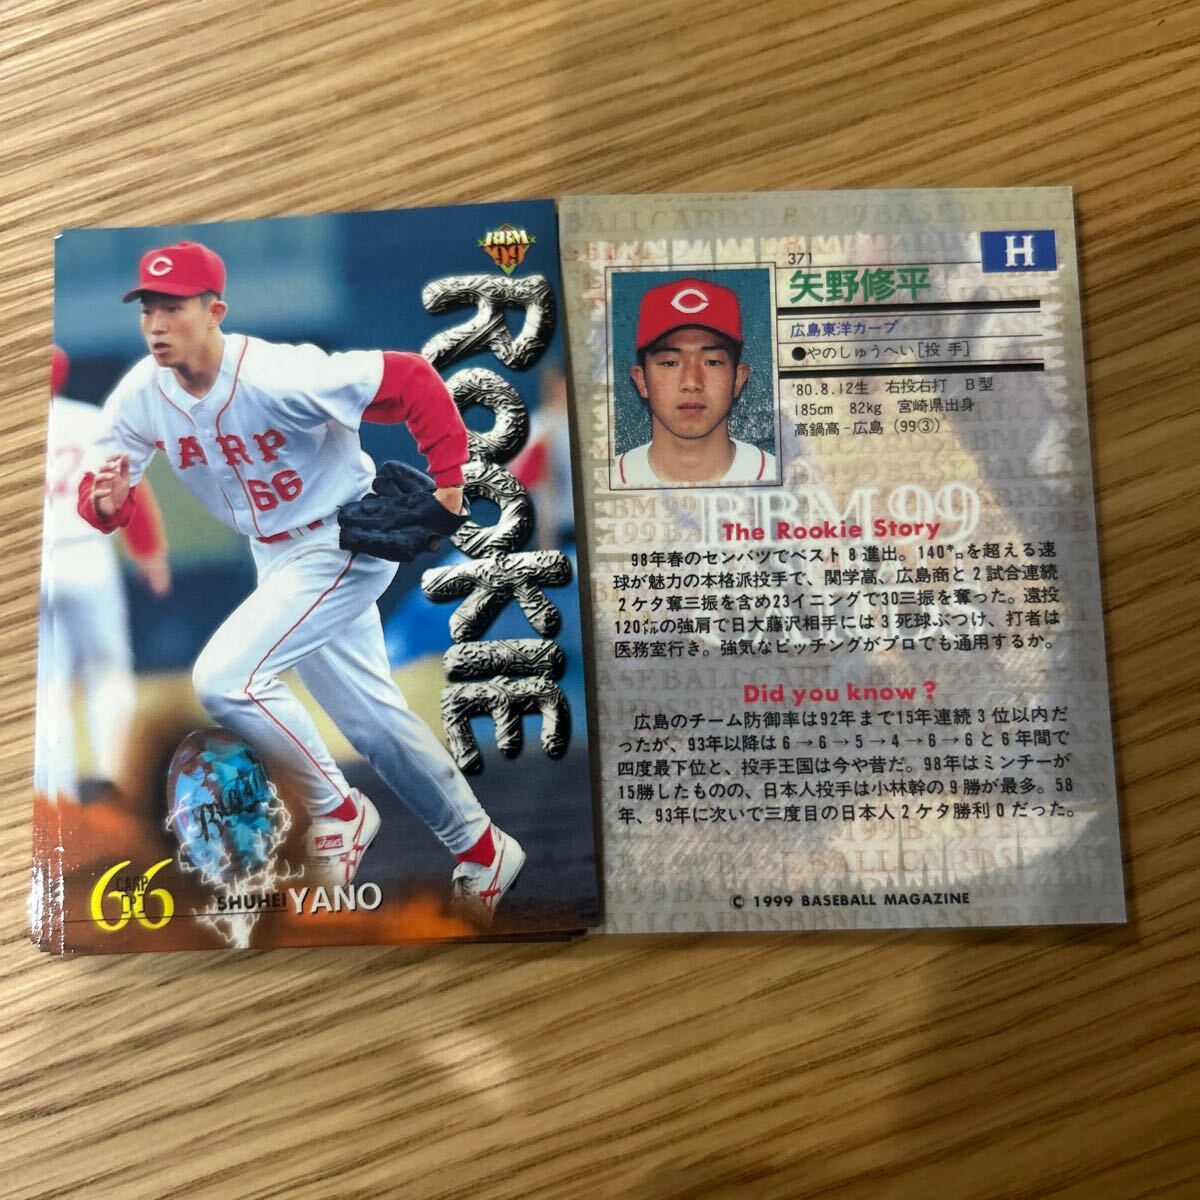 BBM
99
ROOKIE
CARP
66
BBM
66
CARP
[P]
SHUHEI YANO
371
H
矢野修平
広島東洋カープ
●やのしゅうへい[投 手]
'80.8.12生 右投右打 B型
185cm 82kg 宮崎県出身
高鍋高-広島(99③)
BBM 99
The Rookie Story
98年春のセンバツでベスト8進出。140㌔を超える速
球が魅力の本格派投手で、関学高、広島商と2試合連続
2ケタ奪三振を含め23イニングで30三振を奪った。遠投
120㍍の強肩で日大藤沢相手には3死球ぶつけ、打者は
医務室行き。強気なピッチングがプロでも通用するか。
Did you know?
広島のチーム防御率は92年まで15年連続3位以内だ
ったが、93年以降は6→6→5→4→6→6と6年間で
四度最下位と、投手王国は今や昔だ。98年はミンチーが
15勝したものの、日本人投手は小林幹の9勝が最多。58
年、93年に次いで三度目の日本人2ケタ勝利0だった。
© 1999 BASEBALL MAGAZINE